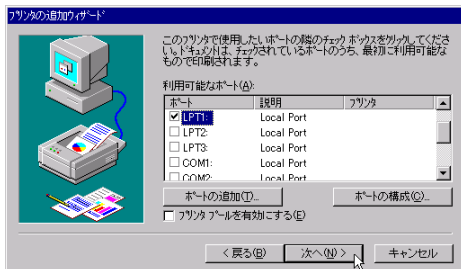 プリンタの追加ウィザード
このプリンタで使用したいポートの隣のチェック ボックスをクリックしてくださ
い。ドキュメントは、チェックされているポートのうち、最初に利用可能な
もので印刷されます。
利用可能なポート(A):
ポート 説明 プリンタ
LPT1: Local Port
LPT2: Local Port
LPT3: Local Port
COM1: Local Port
COM2: Local Port
ポートの追加(T)... ポートの構成(C)...
プリンタ プールを有効にする(E)
< 戻る(B) 次へ(N) > キャンセル